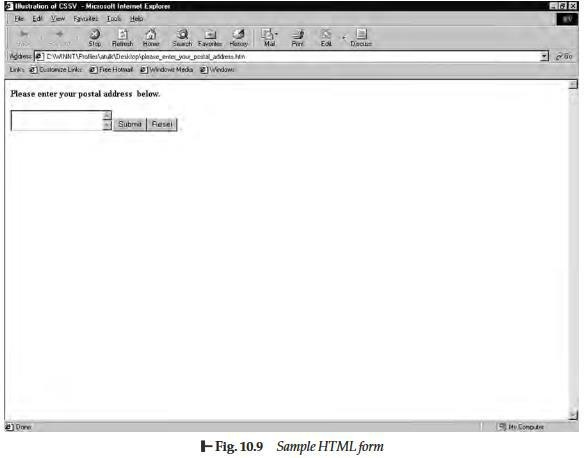 Illustration of CSSV - Microsoft Internet Explorer
File Edit View Favorites Tools Help
Stop Refresh Home Search Favorites History Mail Print Edit Discuss
Address C:\WINNT\Profiles\atulk\Desktop\please_enter_your_postal_address.htm Go
Links Customize Links Free Hotmail Windows Media Windows
Please enter your postal address below.
Submit Reset
Done My Computer
Fig. 10.9 Sample HTML form